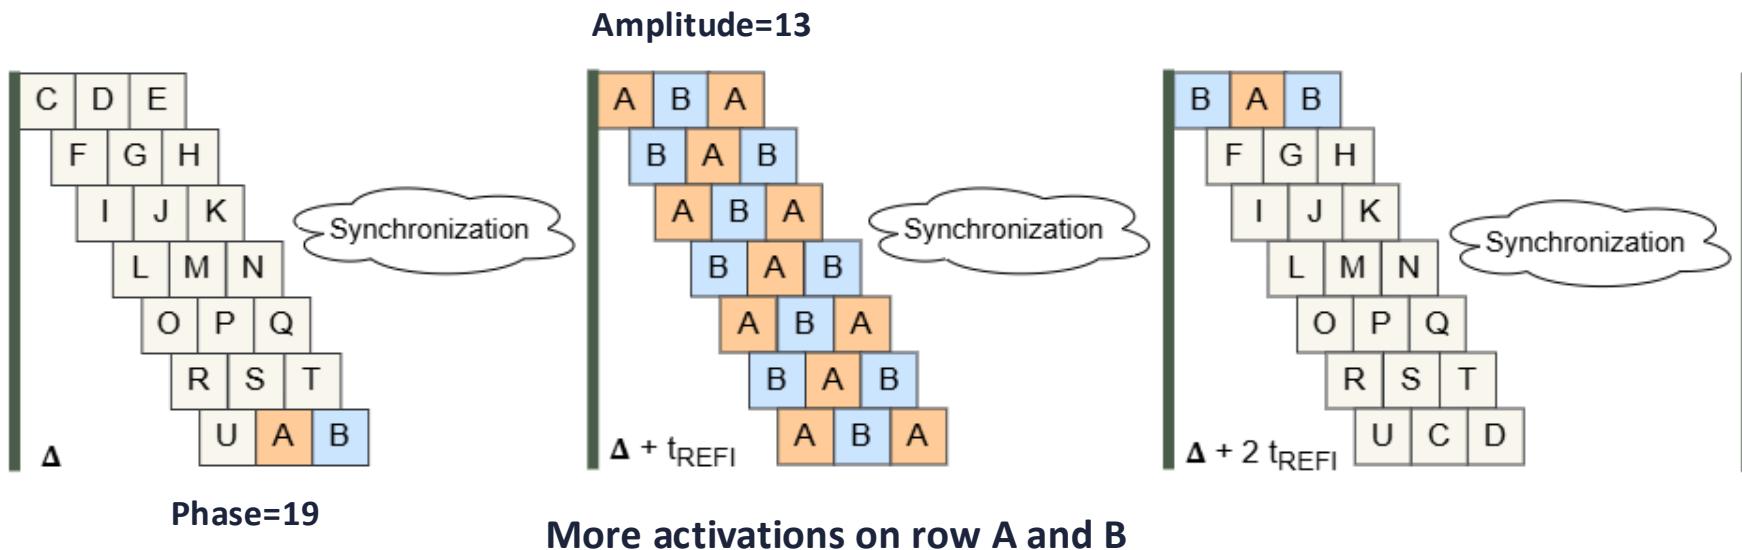 Amplitude=13
C D E
F G H
I J K
L M N
O P Q
R S T
U A B
Δ
Synchronization
A B A
B A B
A B A
B A B
A B A
B A B
A B A
Δ + tREFI
Synchronization
B A B
F G H
I J K
L M N
O P Q
R S T
U C D
Δ + 2 tREFI
Synchronization
Phase=19
More activations on row A and B